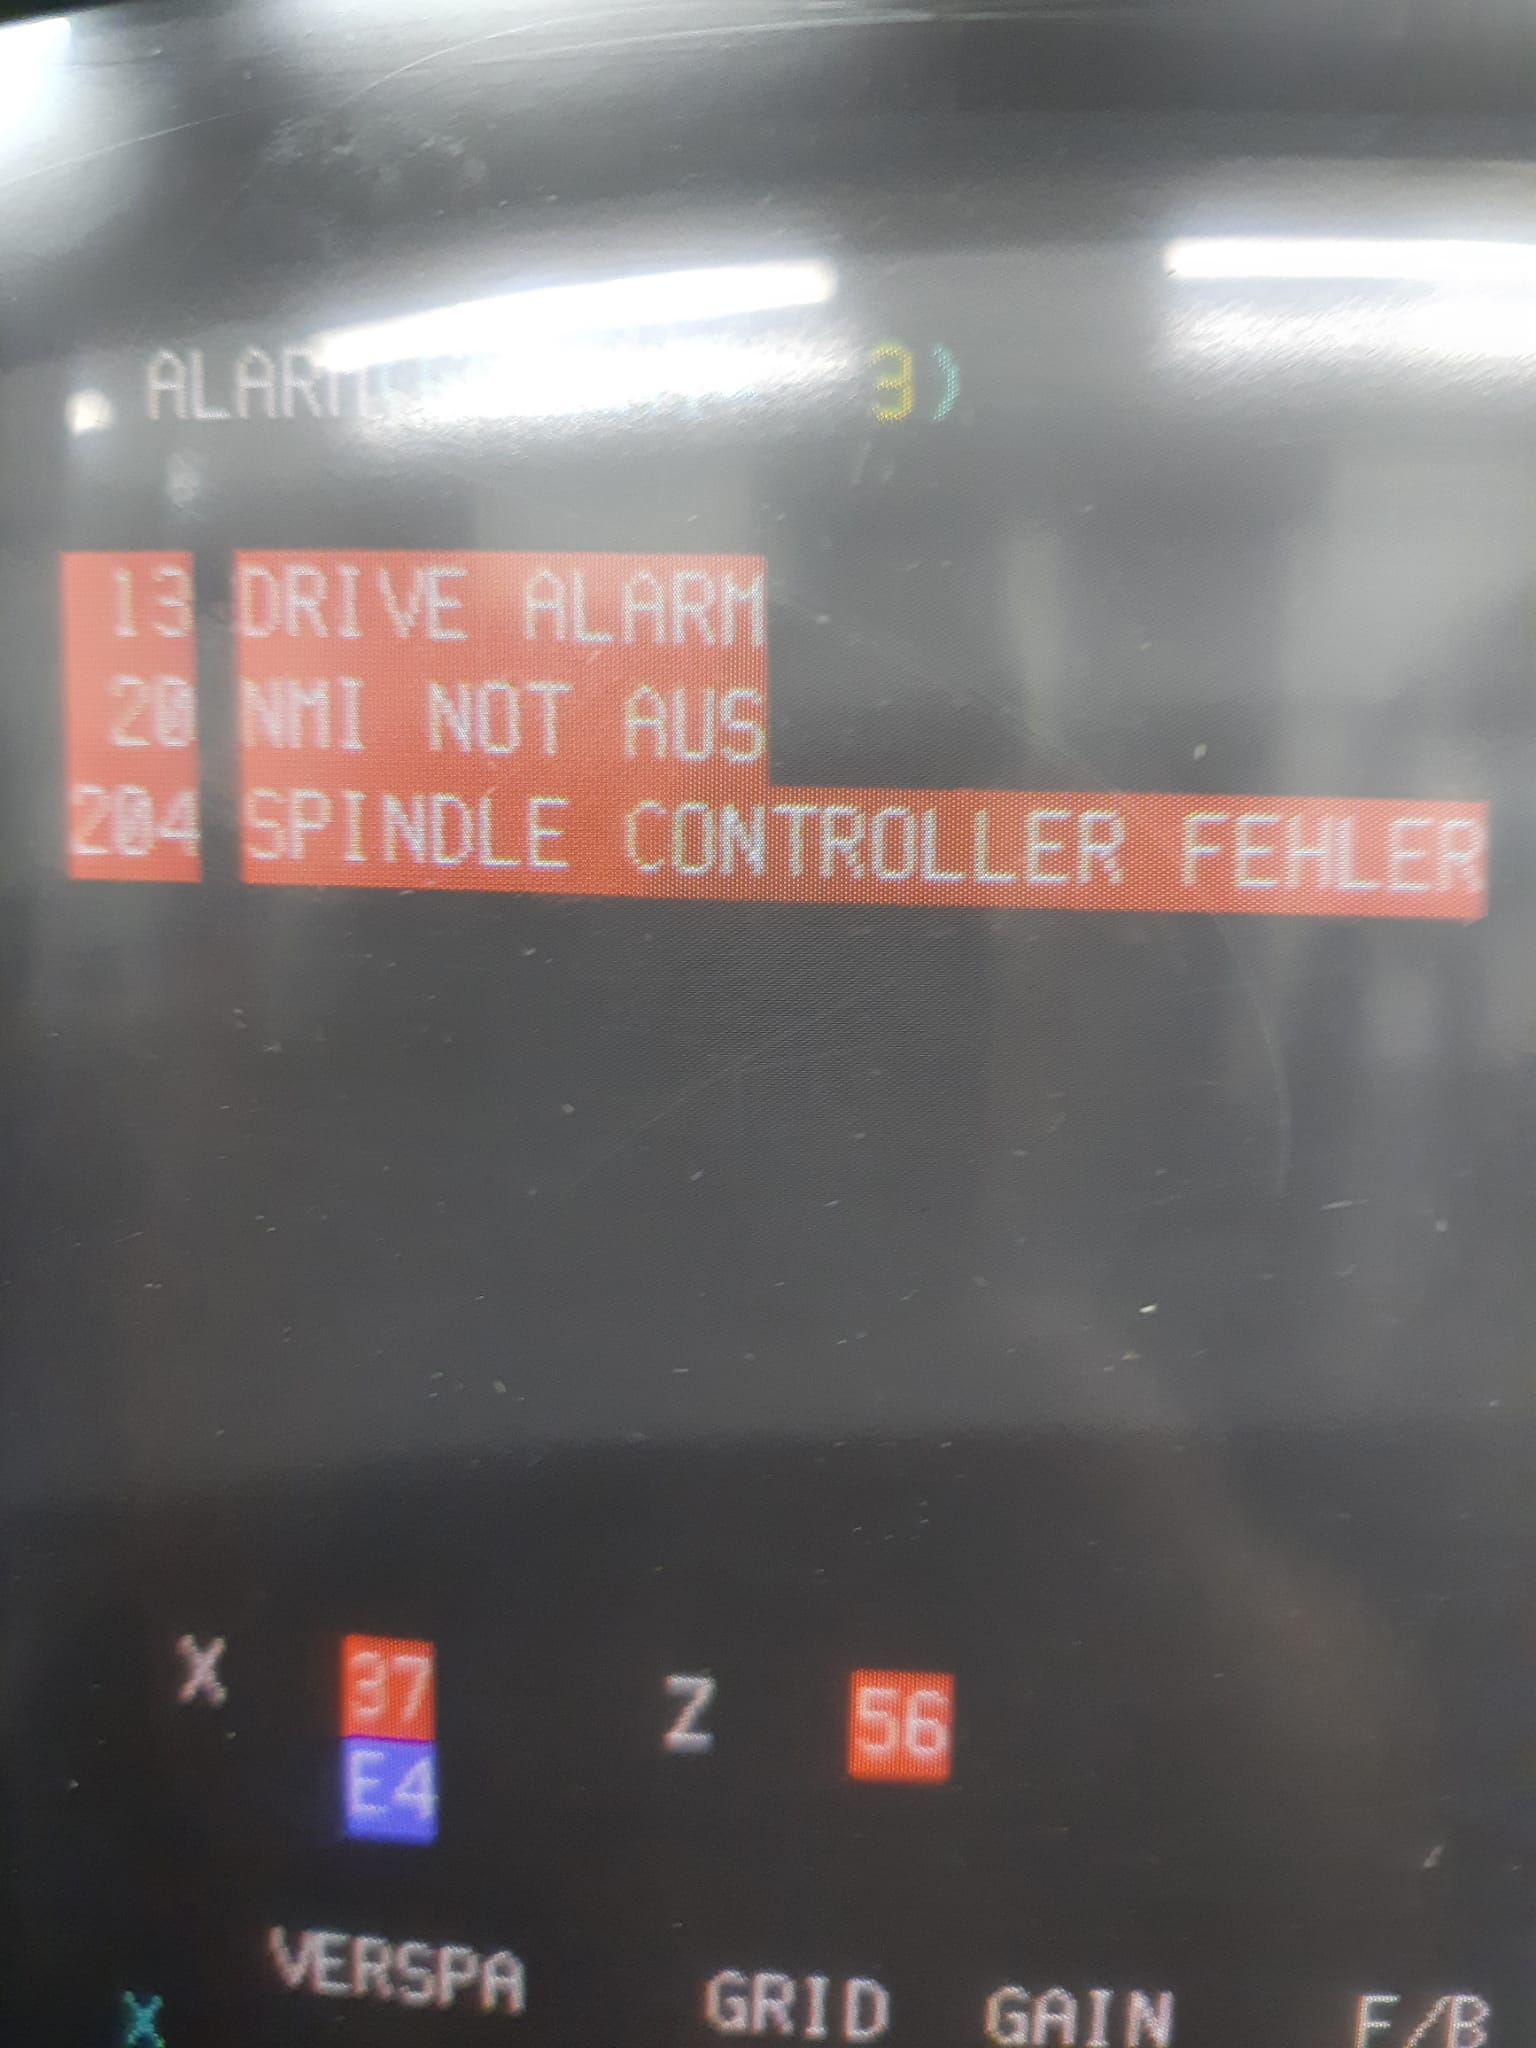 ALARM 3)
13 DRIVE ALARM
20 NMI NOT AUS
204 SPINDLE CONTROLLER FEHLER
X 37 Z 56
E4
VERSPA GRID GAIN F/B
X